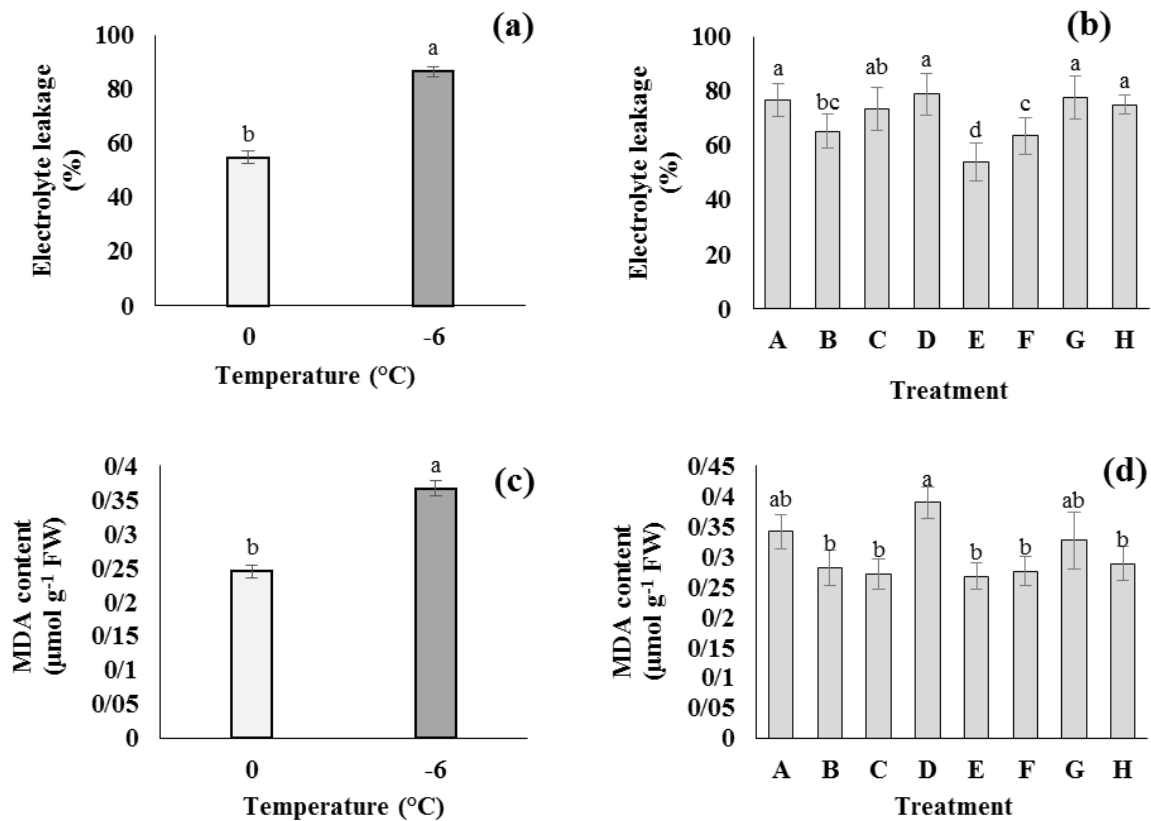 (a)
Electrolyte leakage
(%)
100
80
60
40
20
0
b
a
0
-6
Temperature (°C)
(b)
Electrolyte leakage
(%)
100
80
60
40
20
0
a
bc
ab
a
d
c
a
a
A B C D E F G H
Treatment
(c)
MDA content
(µmol g⁻¹ FW)
0/4
0/35
0/3
0/25
0/2
0/15
0/1
0/05
0
b
a
0
-6
Temperature (°C)
(d)
MDA content
(µmol g⁻¹ FW)
0/45
0/4
0/35
0/3
0/25
0/2
0/15
0/1
0/05
0
ab
b
b
a
b
b
ab
b
A B C D E F G H
Treatment